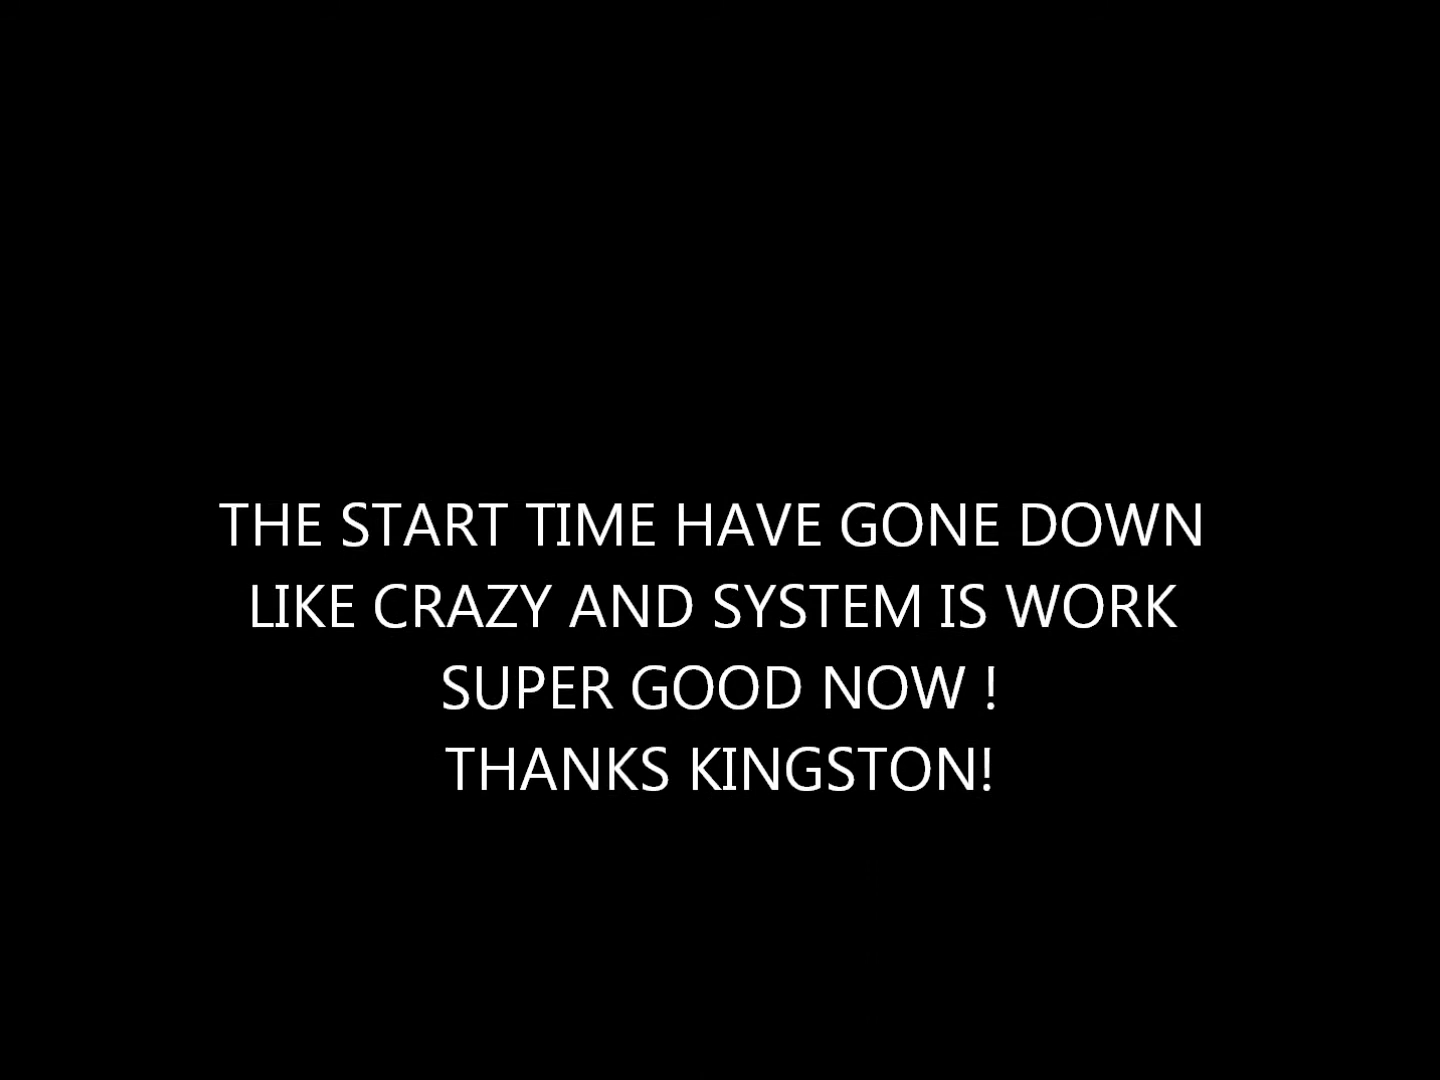 THE START TIME HAVE GONE DOWN
LIKE CRAZY AND SYSTEM IS WORK
SUPER GOOD NOW !
THANKS KINGSTON!